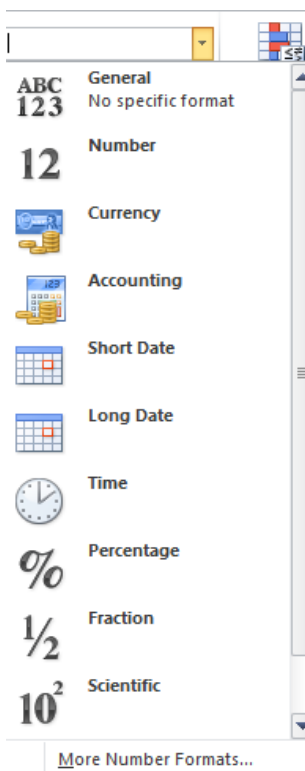 ABC
123
General
No specific format
12
Number
Currency
123
Accounting
Short Date
Long Date
Time
%
Percentage
1/2
Fraction
10²
Scientific
More Number Formats...